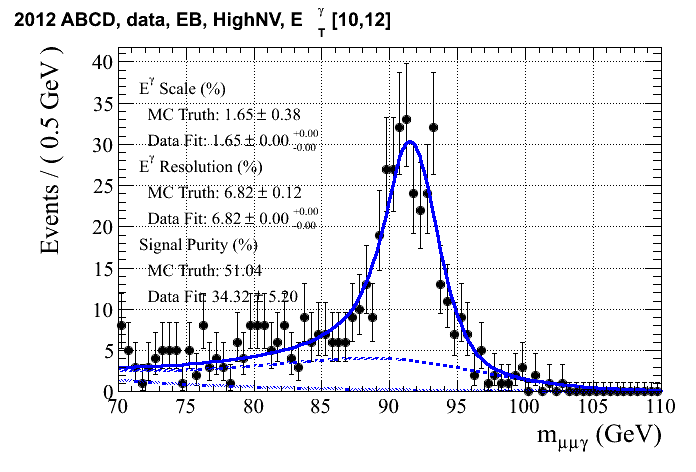 2012 ABCD, data, EB, HighNV, E γ T [10,12]
Events / ( 0.5 GeV )
40
35
30
25
20
15
10
5
0
E^γ Scale (%)
MC Truth: 1.65 ± 0.38
Data Fit: 1.65 ± 0.00 +0.00 -0.00
E^γ Resolution (%)
MC Truth: 6.82 ± 0.12
Data Fit: 6.82 ± 0.00 +0.00 -0.00
Signal Purity (%)
MC Truth: 51.04
Data Fit: 34.32 ± 5.20
70 75 80 85 90 95 100 105 110
m_μμγ (GeV)